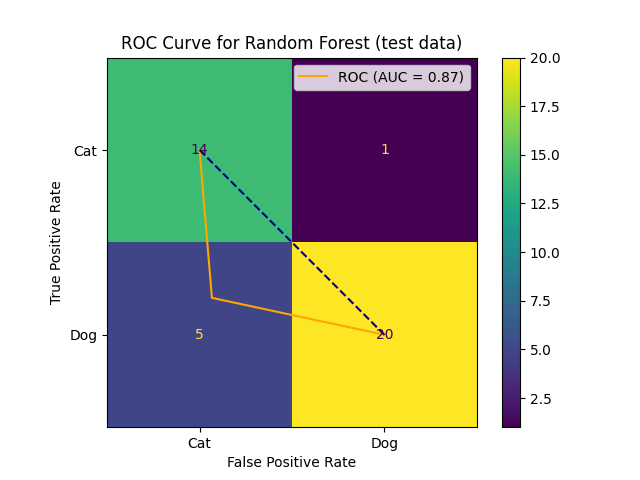 ROC Curve for Random Forest (test data)
ROC (AUC = 0.87)
True Positive Rate
Cat
14
1
Dog
5
20
Cat
Dog
False Positive Rate
20.0
17.5
15.0
12.5
10.0
7.5
5.0
2.5